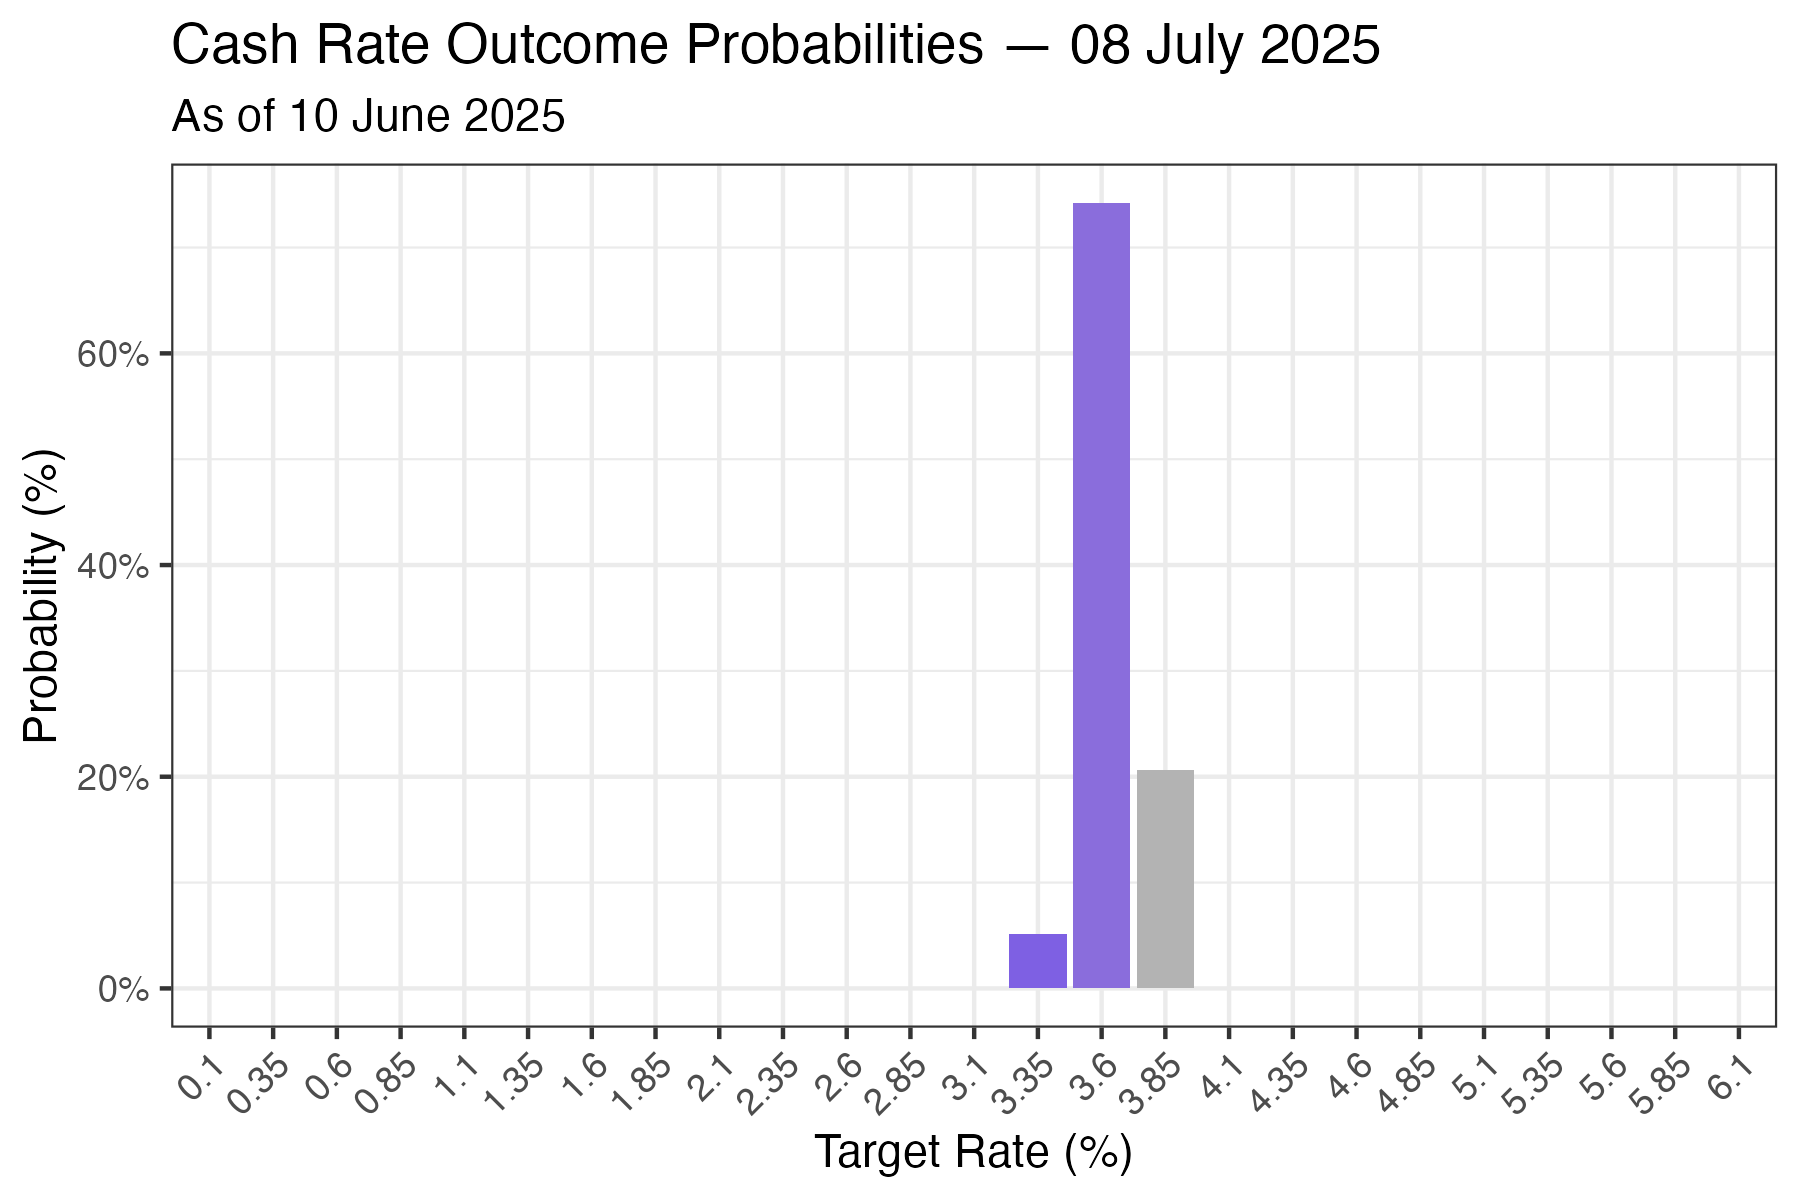 Cash Rate Outcome Probabilities — 08 July 2025
As of 10 June 2025
Probability (%)
60%
40%
20%
0%
0.1 0.35 0.6 0.85 1.1 1.35 1.6 1.85 2.1 2.35 2.6 2.85 3.1 3.35 3.6 3.85 4.1 4.35 4.6 4.85 5.1 5.35 5.6 5.85 6.1
Target Rate (%)